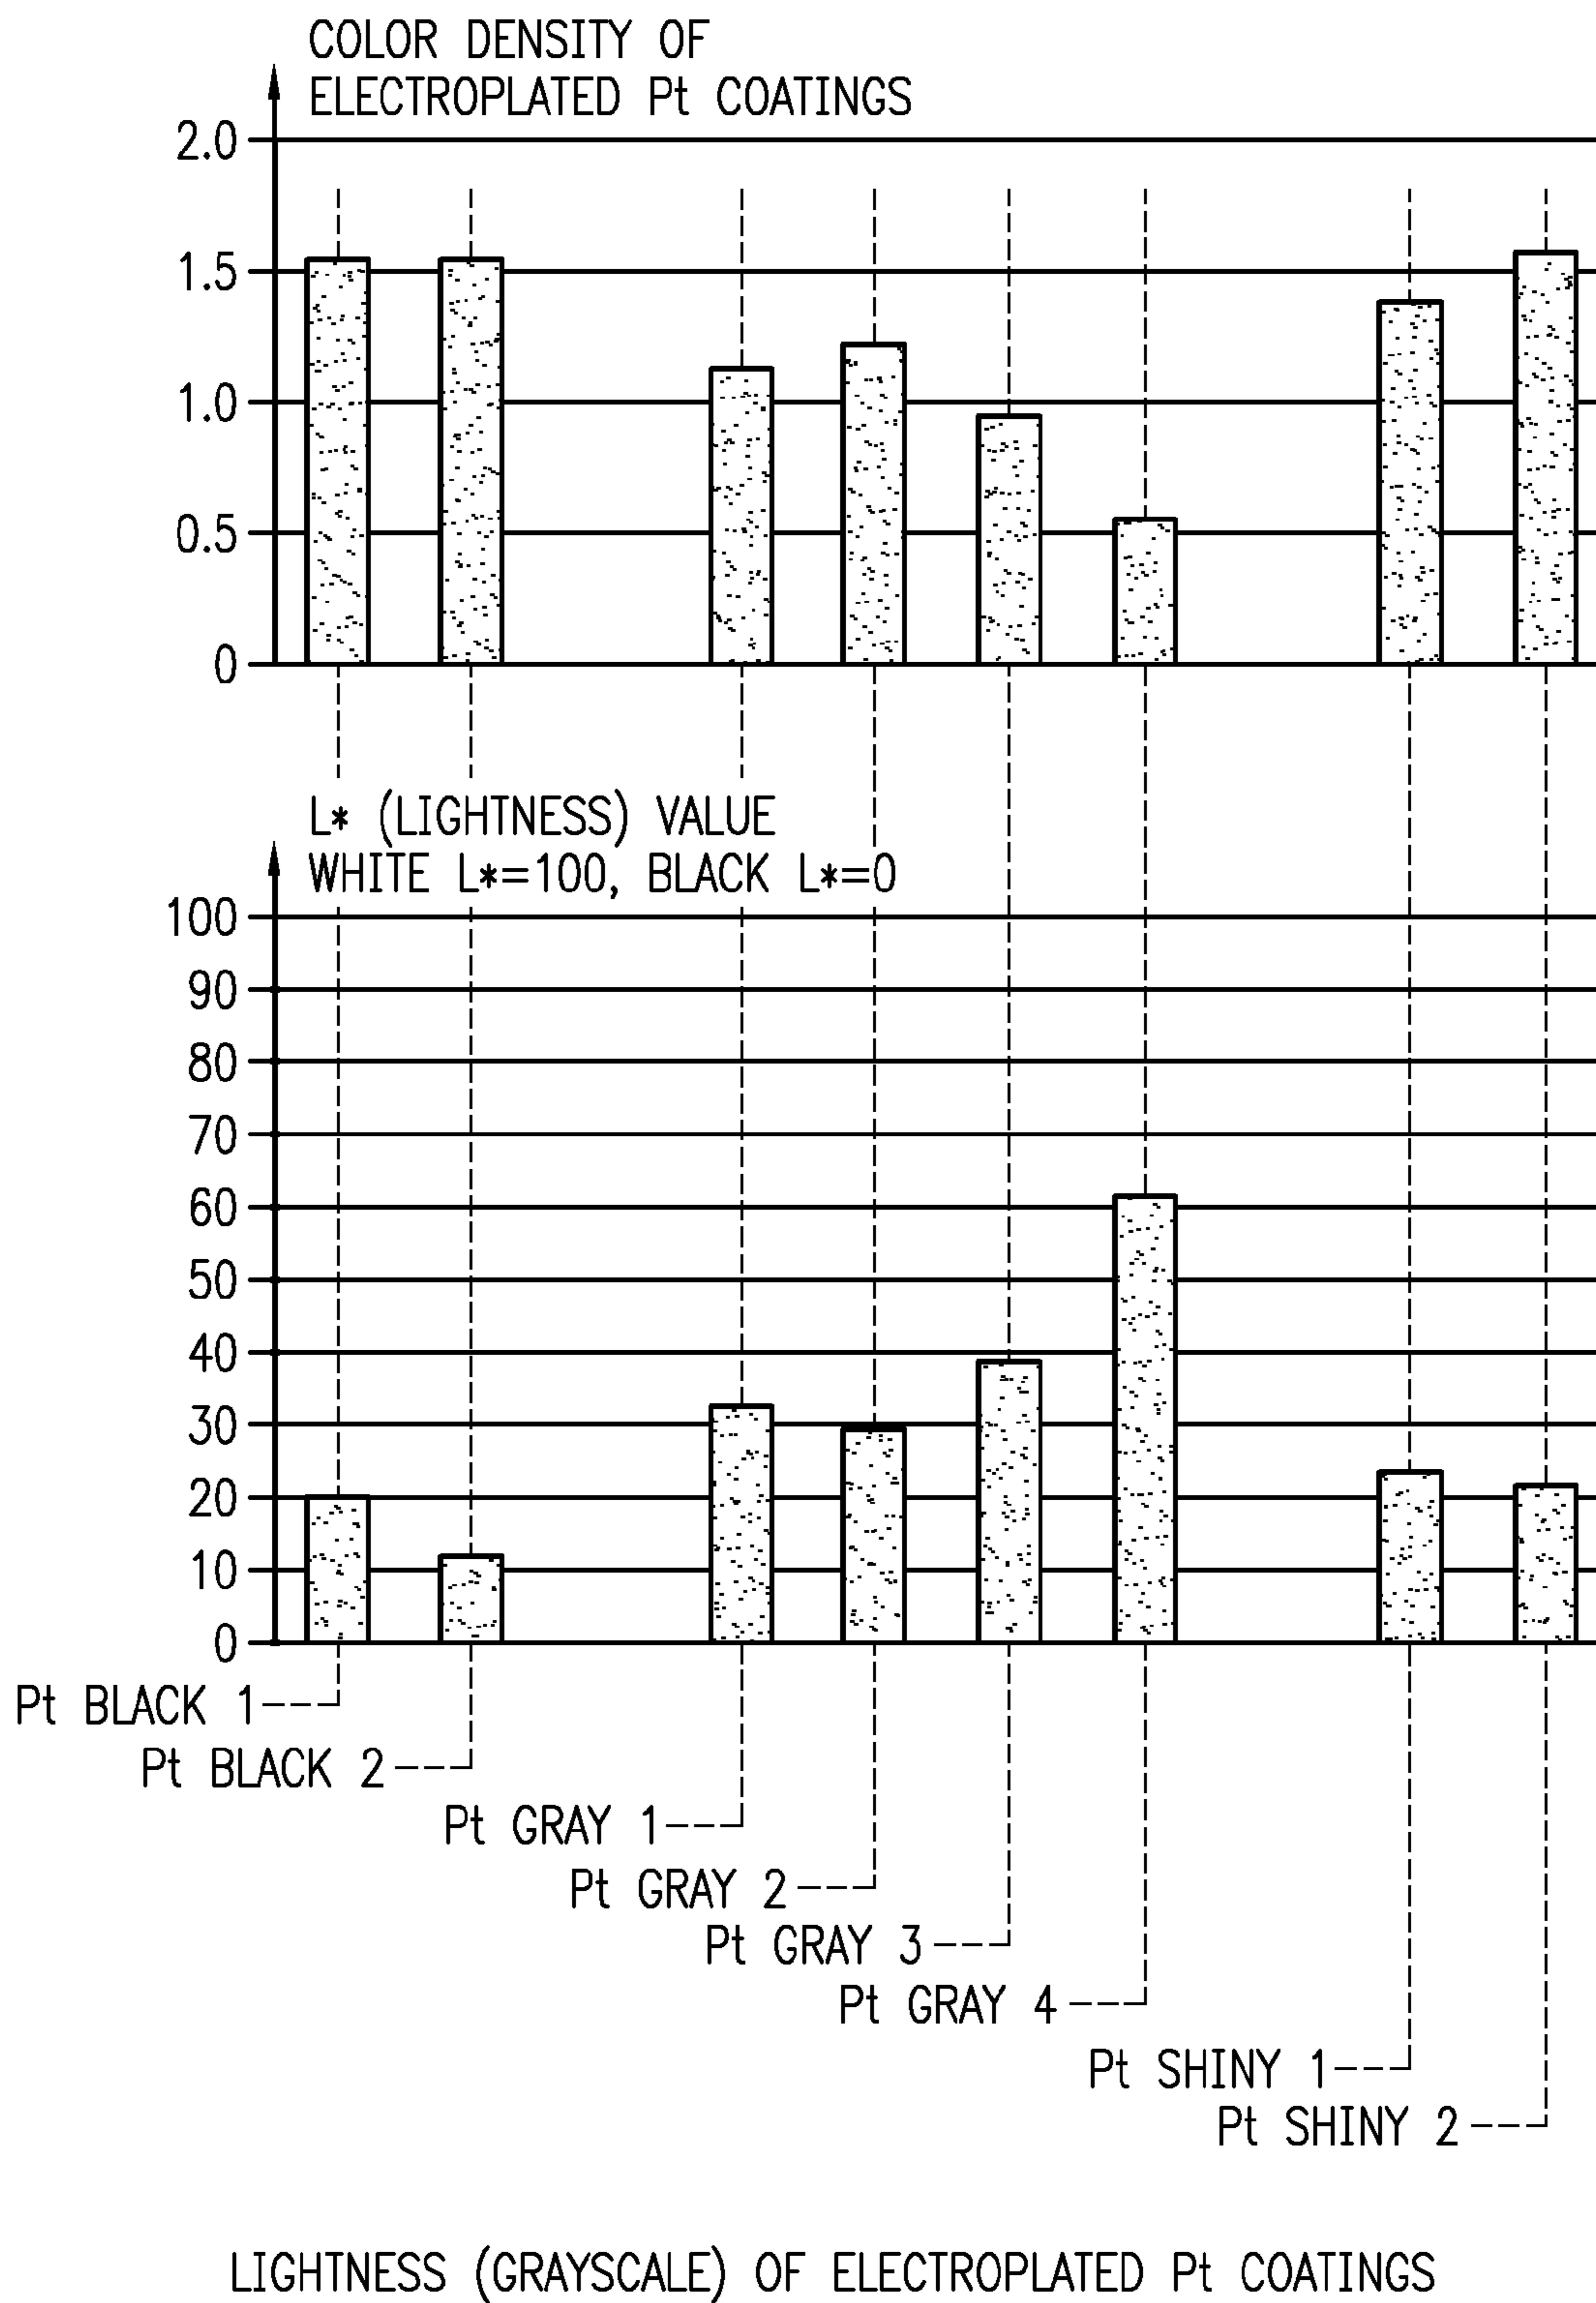 COLOR DENSITY OF
ELECTROPLATED Pt COATINGS
2.0
1.5
1.0
0.5
0
L* (LIGHTNESS) VALUE
WHITE L*=100, BLACK L*=0
100
90
80
70
60
50
40
30
20
10
0
Pt BLACK 1
Pt BLACK 2
Pt GRAY 1
Pt GRAY 2
Pt GRAY 3
Pt GRAY 4
Pt SHINY 1
Pt SHINY 2
LIGHTNESS (GRAYSCALE) OF ELECTROPLATED Pt COATINGS